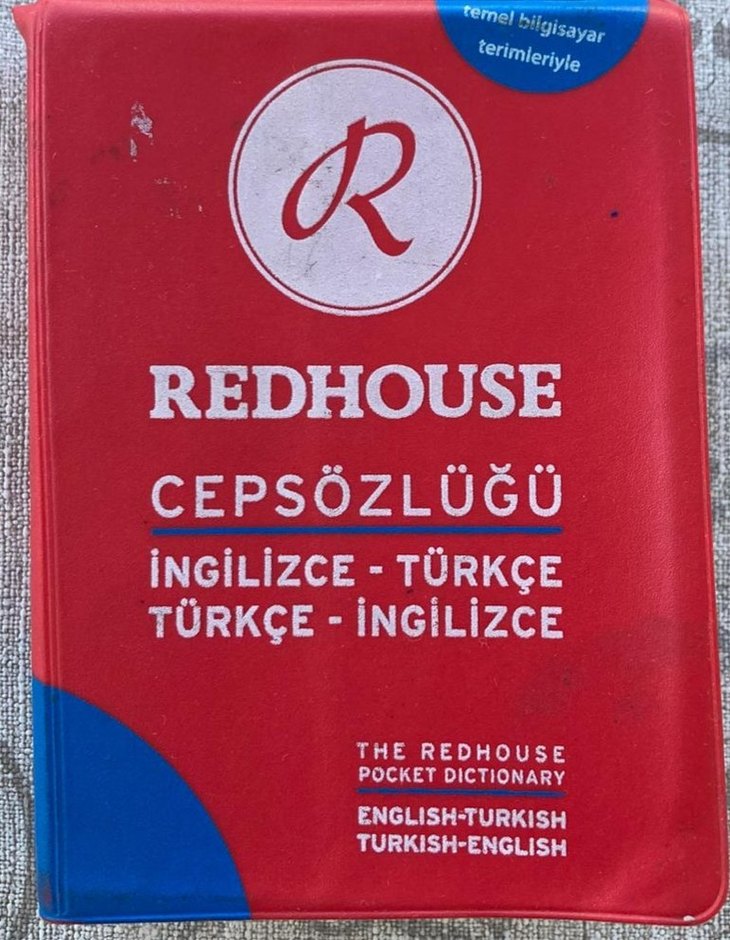 temel bilgisayar
terimleriyle
R
REDHOUSE
CEPSÖZLÜĞÜ
İNGİLİZCE - TÜRKÇE
TÜRKÇE - İNGİLİZCE
THE REDHOUSE
POCKET DICTIONARY
ENGLISH-TURKISH
TURKISH-ENGLISH